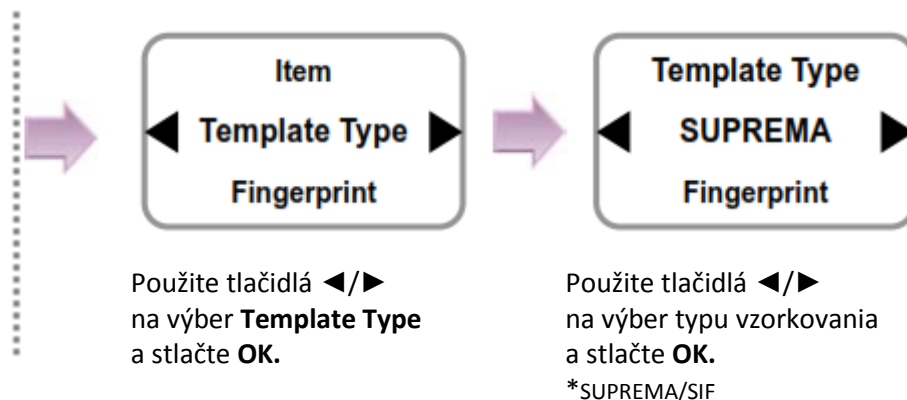 Item
◀ Template Type ▶
Fingerprint
Template Type
◀ SUPREMA ▶
Fingerprint
Použite tlačidlá ◄/►
na výber Template Type
a stlačte OK.
Použite tlačidlá ◄/►
na výber typu vzorkovania
a stlačte OK.
*SUPREMA/SIF